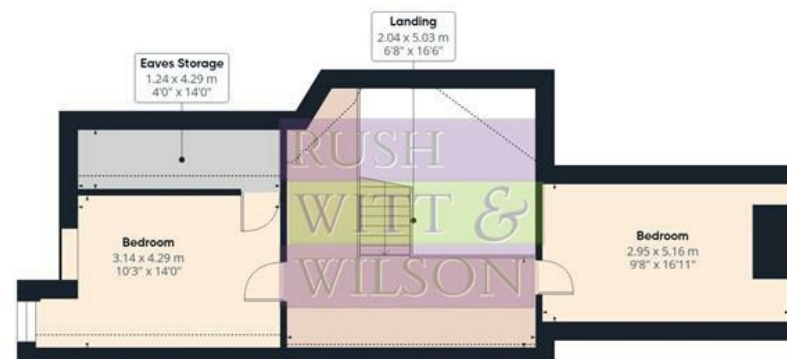 Landing
2.04 x 5.03 m
6'8" x 16'6"
Eaves Storage
1.24 x 4.29 m
4'0" x 14'0"
RUSH
WITT &
WILSON
Bedroom
3.14 x 4.29 m
10'3" x 14'0"
Bedroom
2.95 x 5.16 m
9'8" x 16'11"